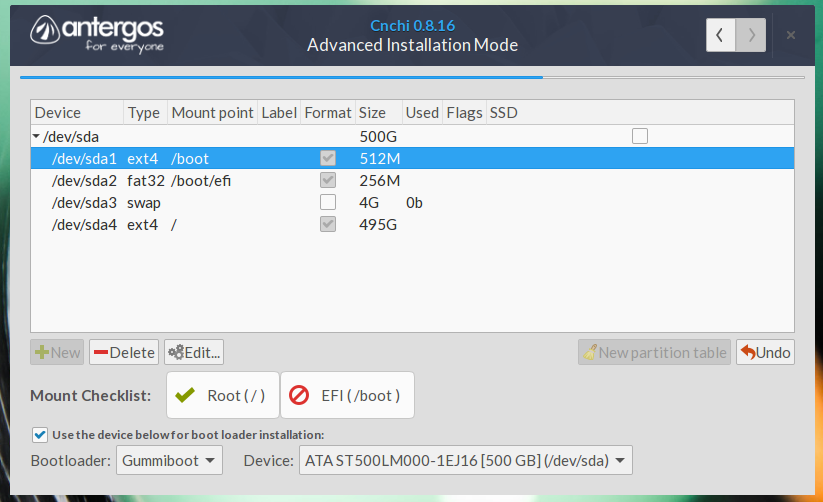 antergos
for everyone
Cnchi 0.8.16
Advanced Installation Mode
Device Type Mount point Label Format Size Used Flags SSD
/dev/sda 500G
/dev/sda1 ext4 /boot 512M
/dev/sda2 fat32 /boot/efi 256M
/dev/sda3 swap 4G 0b
/dev/sda4 ext4 / 495G
New Delete Edit... New partition table Undo
Mount Checklist: Root ( / ) EFI ( /boot )
Use the device below for boot loader installation:
Bootloader: Gummiboot Device: ATA ST500LM000-1EJ16 [500 GB] (/dev/sda)